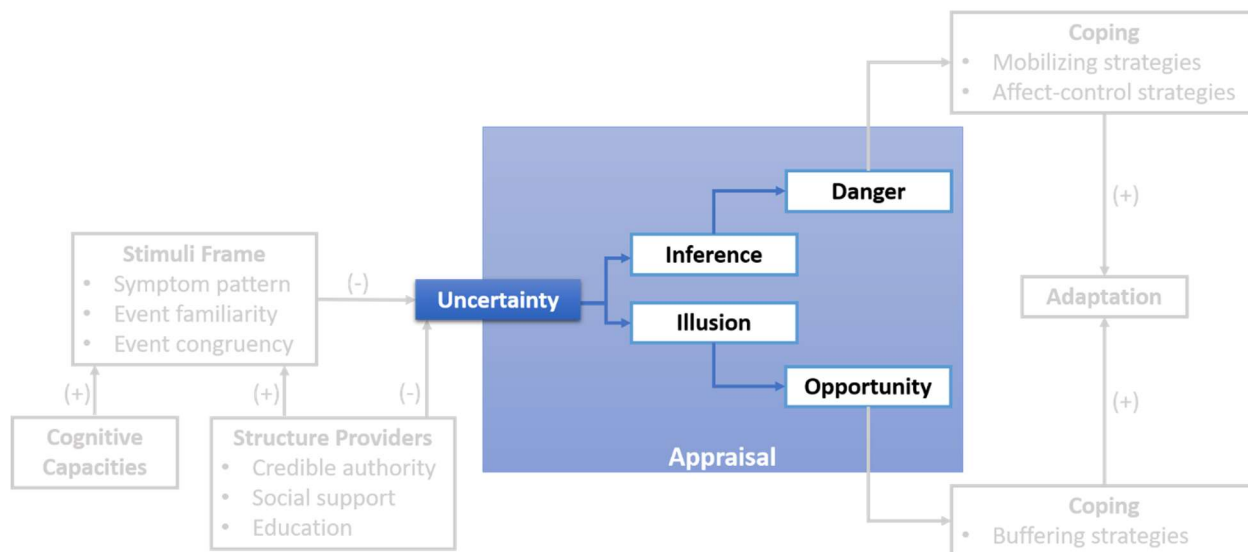 Coping
• Mobilizing strategies
• Affect-control strategies
Danger
(+)
Stimuli Frame
• Symptom pattern
• Event familiarity
• Event congruency
(-)
Uncertainty
Inference
Illusion
Adaptation
Opportunity
(+)
(+)
(-)
(+)
Cognitive
Capacities
Structure Providers
• Credible authority
• Social support
• Education
Appraisal
Coping
• Buffering strategies